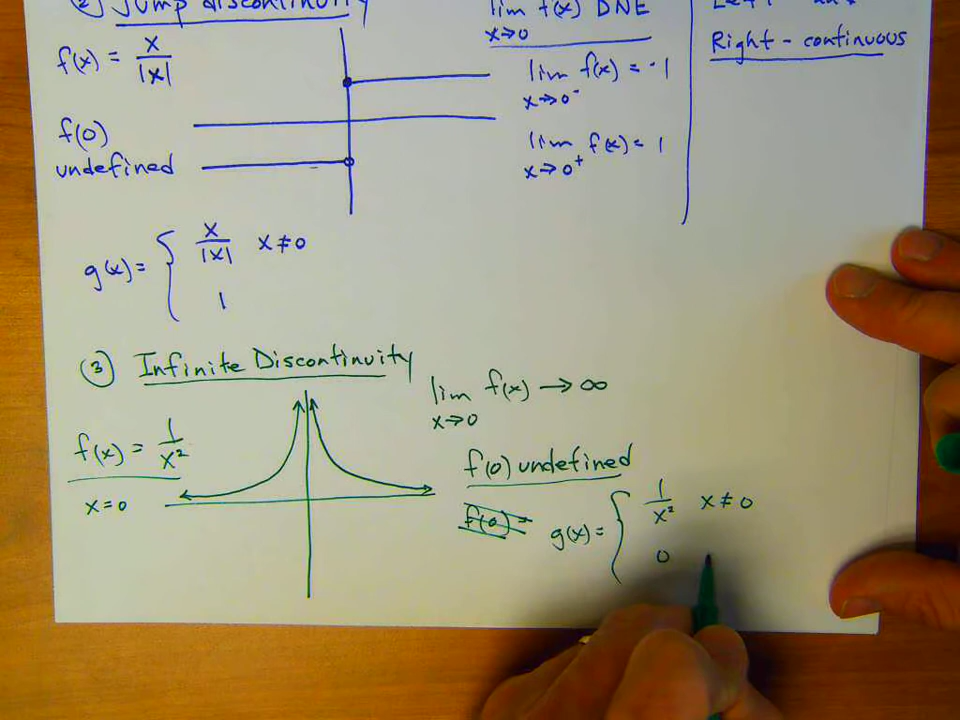 ② Jump discontinuity
f(x) = x/|x|
f(0)
undefined
lim f(x) DNE
x→0
lim f(x) = -1
x→0⁻
lim f(x) = 1
x→0⁺
Right-continuous
g(x) = { x/|x| x≠0
1
③ Infinite Discontinuity
f(x) = 1/x²
x=0
lim f(x) → ∞
x→0
f(0) undefined
f(0) =
g(x) = { 1/x² x≠0
0